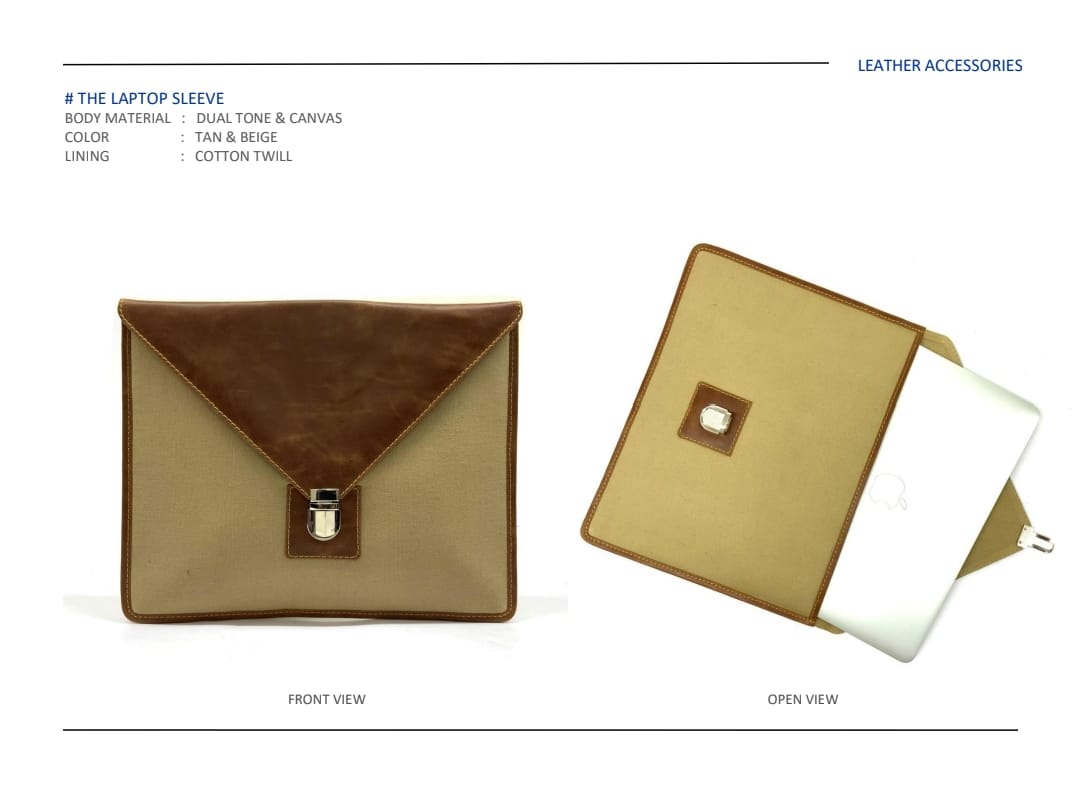 LEATHER ACCESSORIES
# THE LAPTOP SLEEVE
BODY MATERIAL : DUAL TONE & CANVAS
COLOR : TAN & BEIGE
LINING : COTTON TWILL
FRONT VIEW
OPEN VIEW